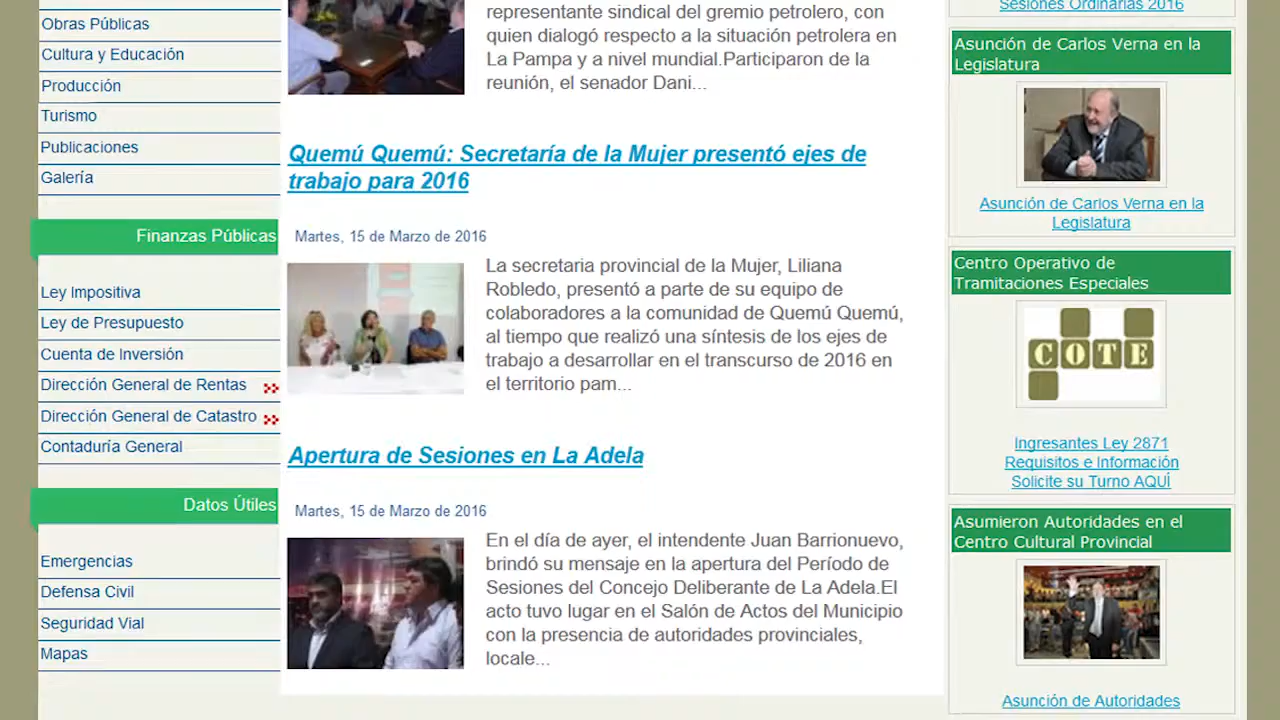 Obras Públicas
Cultura y Educación
Producción
Turismo
Publicaciones
Galería
Finanzas Públicas
Ley Impositiva
Ley de Presupuesto
Cuenta de Inversión
Dirección General de Rentas
Dirección General de Catastro
Contaduría General
Datos Útiles
Emergencias
Defensa Civil
Seguridad Vial
Mapas
representante sindical del gremio petrolero, con
quien dialogó respecto a la situación petrolera en
La Pampa y a nivel mundial.Participaron de la
reunión, el senador Dani...
Quemú Quemú: Secretaría de la Mujer presentó ejes de
trabajo para 2016
Martes, 15 de Marzo de 2016
La secretaria provincial de la Mujer, Liliana
Robledo, presentó a parte de su equipo de
colaboradores a la comunidad de Quemú Quemú,
al tiempo que realizó una síntesis de los ejes de
trabajo a desarrollar en el transcurso de 2016 en
el territorio pam...
Apertura de Sesiones en La Adela
Martes, 15 de Marzo de 2016
En el día de ayer, el intendente Juan Barrionuevo,
brindó su mensaje en la apertura del Período de
Sesiones del Concejo Deliberante de La Adela.El
acto tuvo lugar en el Salón de Actos del Municipio
con la presencia de autoridades provinciales,
locale...
Sesiones Ordinarias 2016
Asunción de Carlos Verna en la
Legislatura
Asunción de Carlos Verna en la
Legislatura
Centro Operativo de
Tramitaciones Especiales
COTE
Ingresantes Ley 2871
Requisitos e Información
Solicite su Turno AQUÍ
Asumieron Autoridades en el
Centro Cultural Provincial
Asunción de Autoridades